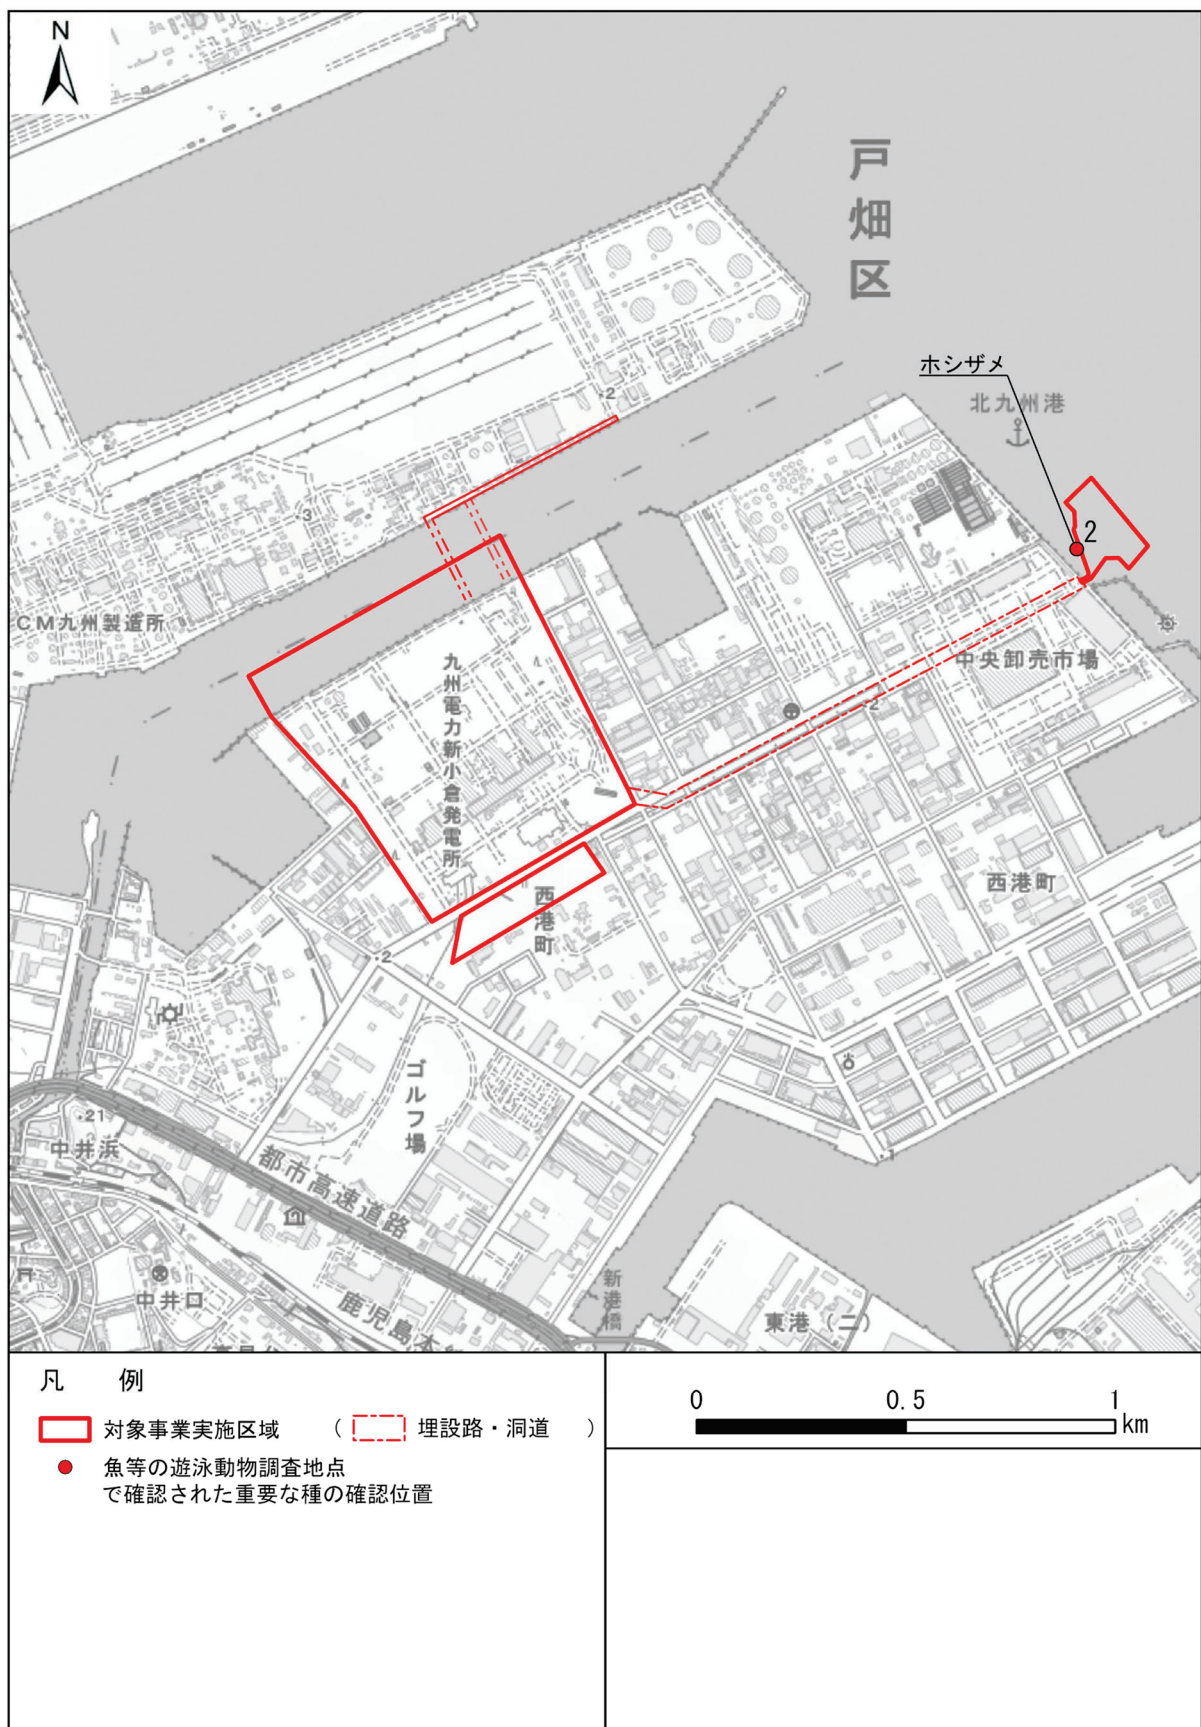 N
戸畑区
ホシザメ
北九州港
2
2
3
CM九州製造所
九州電力新小倉発電所
中央卸売市場
2
西港町
西港町
2
ゴルフ場
21
中井浜
都市高速道路
1
中井口
鹿児島本
新港橋
東港（二）
凡　例
対象事業実施区域　（　埋設路・洞道　）
魚等の遊泳動物調査地点
で確認された重要な種の確認位置
0 0.5 1
km